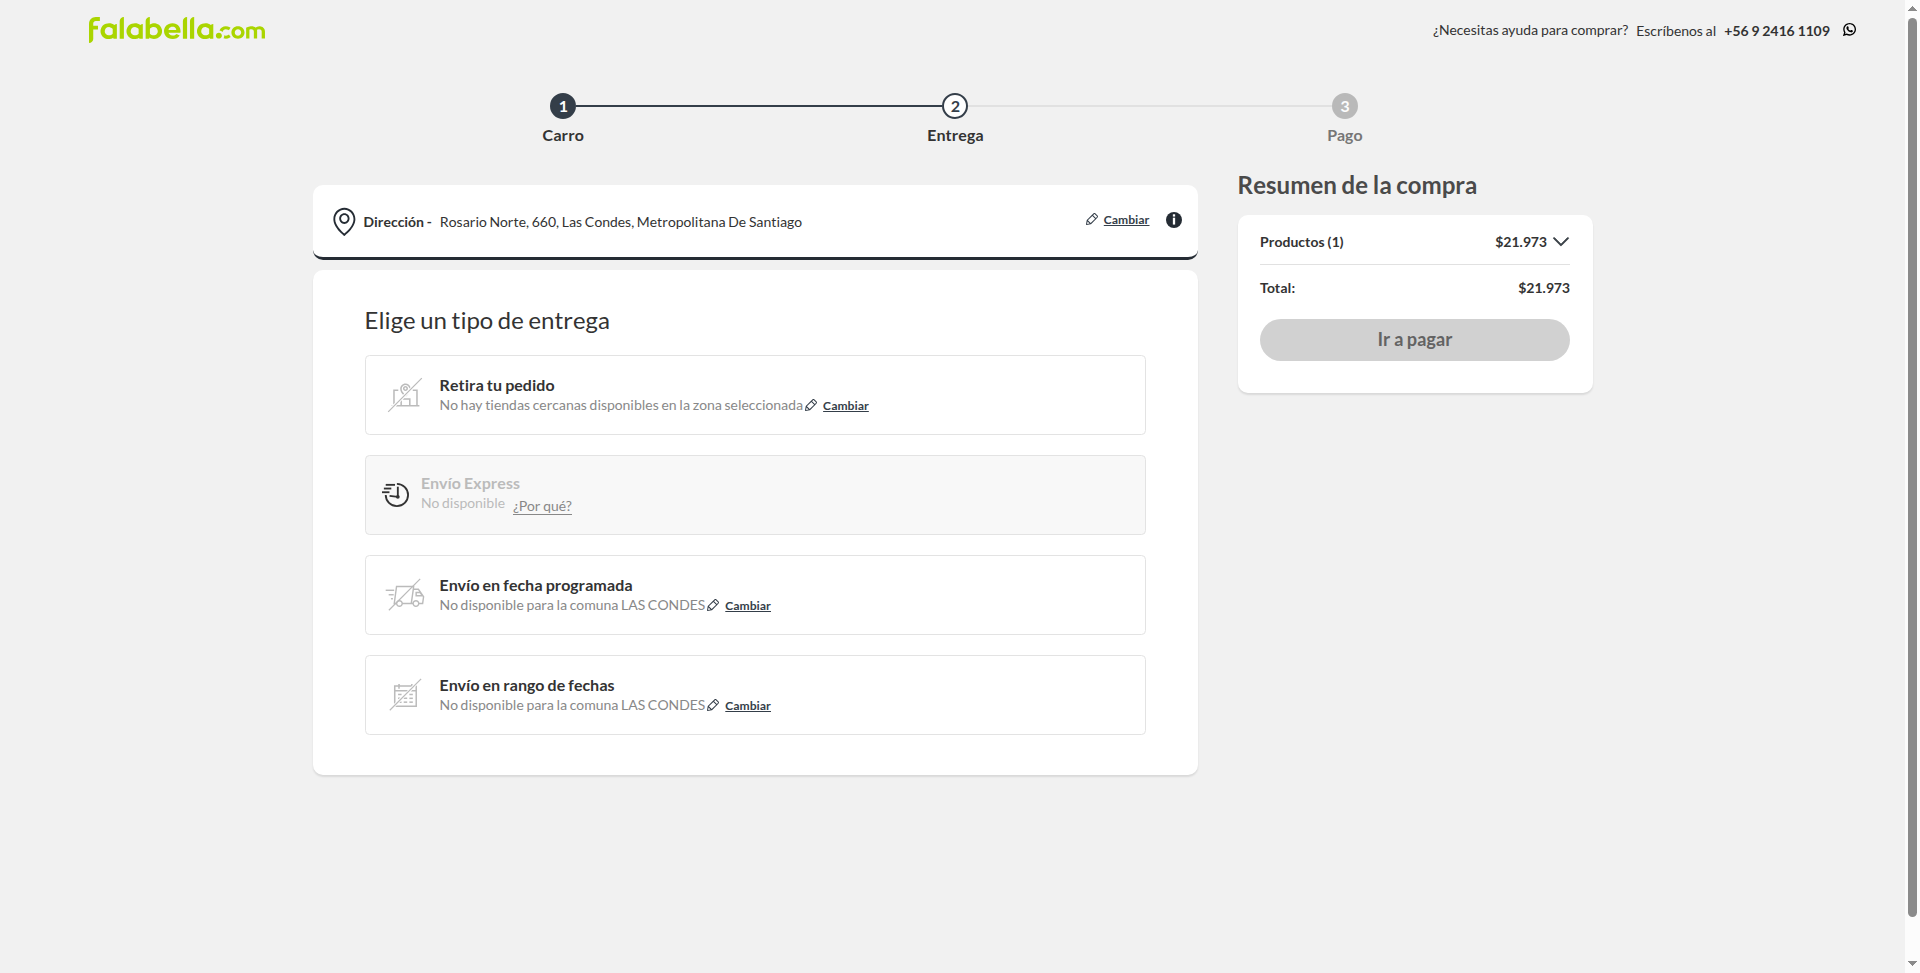 falabella.com
¿Necesitas ayuda para comprar? Escríbenos al +56 9 2416 1109
1 2 3
Carro Entrega Pago
Dirección - Rosario Norte, 660, Las Condes, Metropolitana De Santiago Cambiar
Elige un tipo de entrega
Retira tu pedido
No hay tiendas cercanas disponibles en la zona seleccionada Cambiar
Envío Express
No disponible ¿Por qué?
Envío en fecha programada
No disponible para la comuna LAS CONDES Cambiar
Envío en rango de fechas
No disponible para la comuna LAS CONDES Cambiar
Resumen de la compra
Productos (1) $21.973
Total: $21.973
Ir a pagar